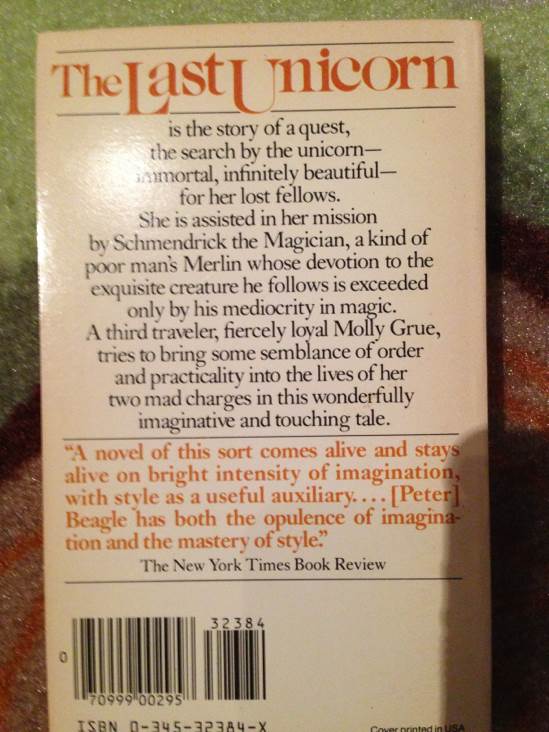 The Last Unicorn
is the story of a quest,
the search by the unicorn—
immortal, infinitely beautiful—
for her lost fellows.
She is assisted in her mission
by Schmendrick the Magician, a kind of
poor man's Merlin whose devotion to the
exquisite creature he follows is exceeded
only by his mediocrity in magic.
A third traveler, fiercely loyal Molly Grue,
tries to bring some semblance of order
and practicality into the lives of her
two mad charges in this wonderfully
imaginative and touching tale.
"A novel of this sort comes alive and stays
alive on bright intensity of imagination,
with style as a useful auxiliary. . . . [Peter]
Beagle has both the opulence of imagina-
tion and the mastery of style."
The New York Times Book Review
32384
0
70999 00295
ISBN 0-345-32384-X
Cover printed in USA